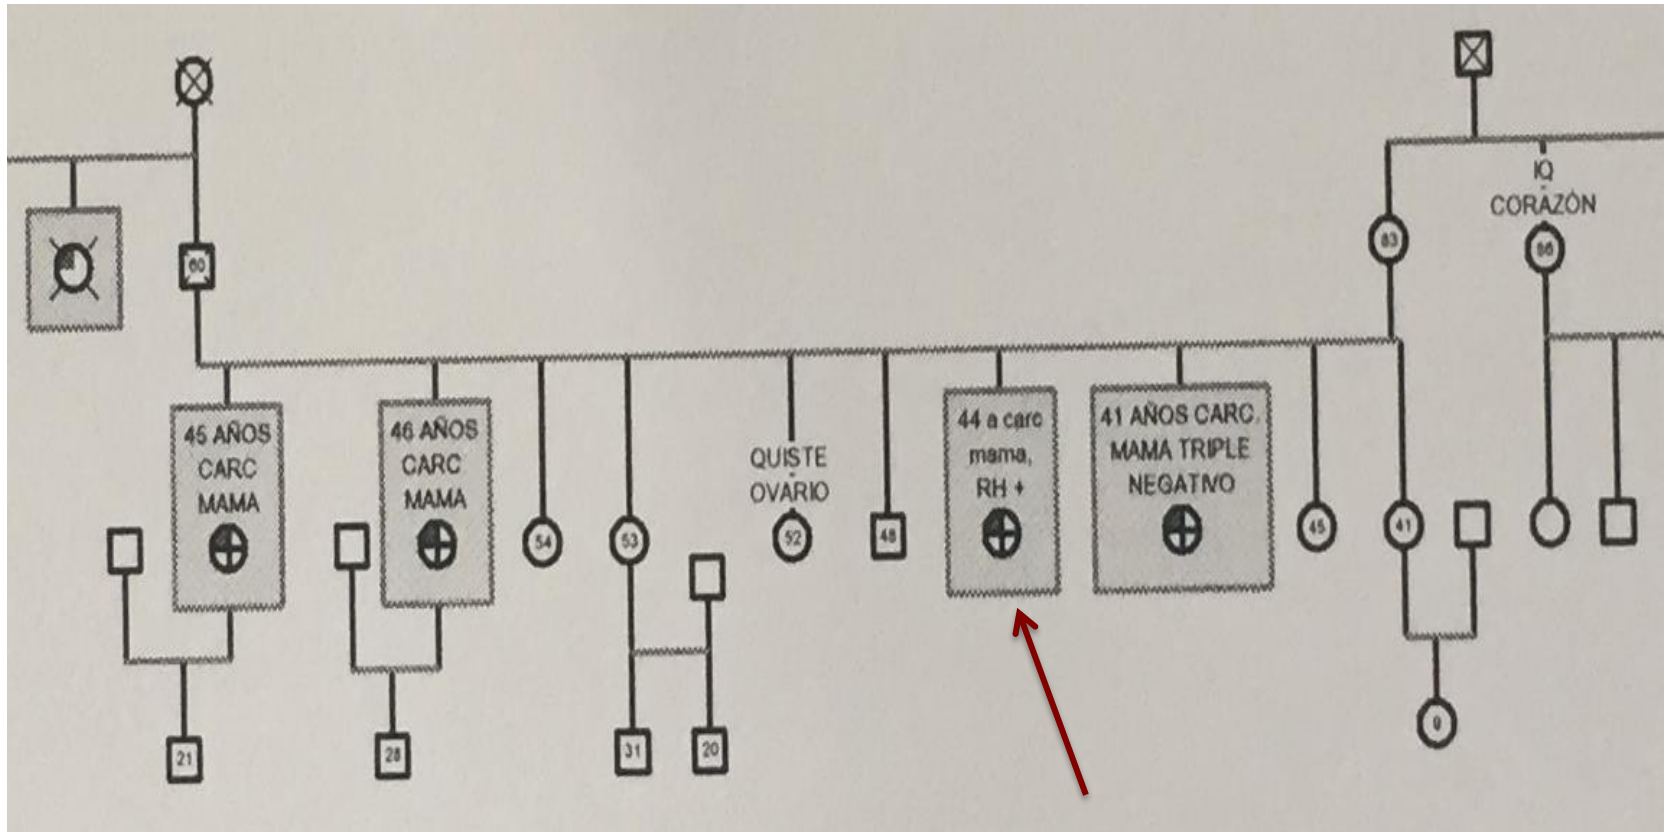 IQ
-
CORAZÓN
83
86
60
45 AÑOS
CARC
MAMA
46 AÑOS
CARC
MAMA
54
53
QUISTE
-
OVARIO
52
48
44 a carc
mama,
RH +
41 AÑOS CARC.
MAMA TRIPLE
NEGATIVO
45
41
21
28
31
20
9